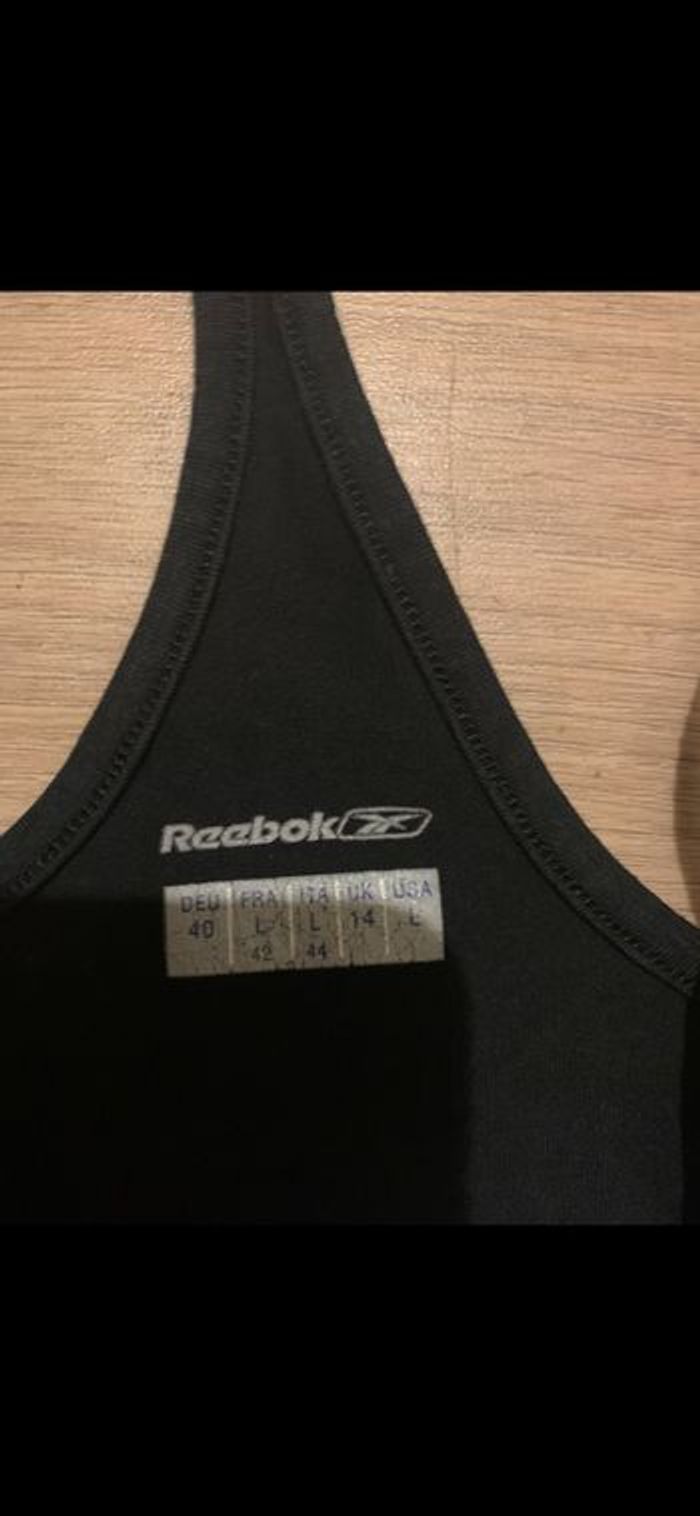 Reebok
DEU FRA ITA UK USA
40 L L 14 L
42 44